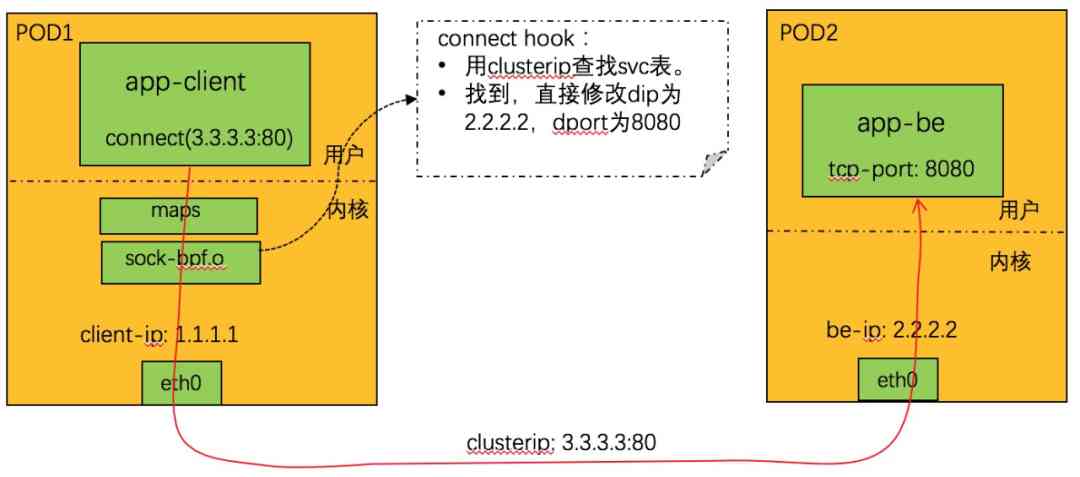 POD1
app-client
connect(3.3.3.3:80)
用户
内核
maps
sock-bpf.o
client-ip: 1.1.1.1
eth0
connect hook：
• 用clusterip查找svc表。
• 找到，直接修改dip为
2.2.2.2，dport为8080
POD2
app-be
tcp-port: 8080
用户
内核
be-ip: 2.2.2.2
eth0
clusterip: 3.3.3.3:80